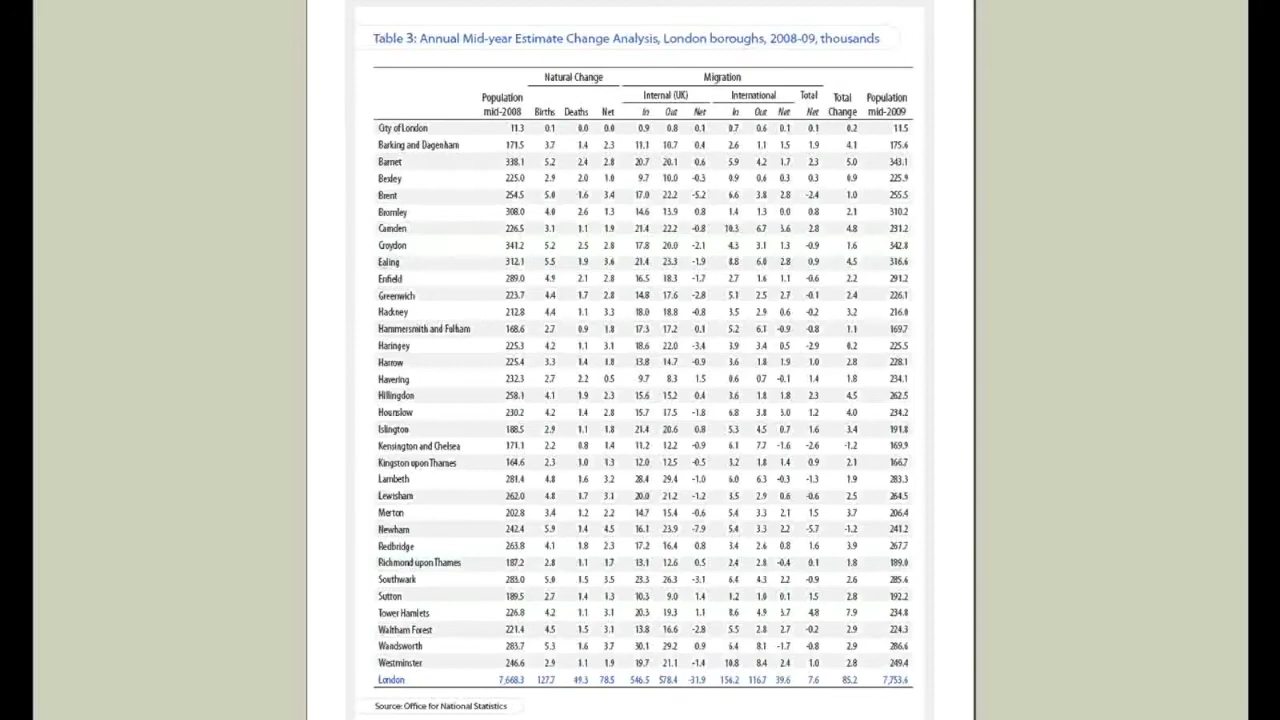 Table 3: Annual Mid-year Estimate Change Analysis, London boroughs, 2008-09, thousands
Natural Change Migration
Internal (UK) International Total
Population Total Population
mid-2008 Births Deaths Net In Out Net In Out Net Net Change mid-2009
City of London 11.3 0.1 0.0 0.0 0.9 0.8 0.1 0.7 0.6 0.1 0.1 0.2 11.5
Barking and Dagenham 171.5 3.7 1.4 2.3 11.1 10.7 0.4 2.6 1.1 1.5 1.9 4.1 175.6
Barnet 338.1 5.2 2.4 2.8 20.7 20.1 0.6 5.9 4.2 1.7 2.3 5.0 343.1
Bexley 225.0 2.9 2.0 1.0 9.7 10.0 -0.3 0.9 0.6 0.3 0.3 0.9 225.9
Brent 254.5 5.0 1.6 3.4 17.0 22.2 -5.2 6.6 3.8 2.8 -2.4 1.0 255.5
Bromley 308.0 4.0 2.6 1.3 14.6 13.9 0.8 1.4 1.3 0.0 0.8 2.1 310.2
Camden 226.5 3.1 1.1 1.9 21.4 22.2 -0.8 10.3 6.7 3.6 2.8 4.8 231.2
Croydon 341.2 5.2 2.5 2.8 17.8 20.0 -2.1 4.3 3.1 1.3 -0.9 1.6 342.8
Ealing 312.1 5.5 1.9 3.6 21.4 23.3 -1.9 8.8 6.0 2.8 0.9 4.5 316.6
Enfield 289.0 4.9 2.1 2.8 16.5 18.3 -1.7 2.7 1.6 1.1 -0.6 2.2 291.2
Greenwich 223.7 4.4 1.7 2.8 14.8 17.6 -2.8 5.1 2.5 2.7 -0.1 2.4 226.1
Hackney 212.8 4.4 1.1 3.3 18.0 18.8 -0.8 3.5 2.9 0.6 -0.2 3.2 216.0
Hammersmith and Fulham 168.6 2.7 0.9 1.8 17.3 17.2 0.1 5.2 6.1 -0.9 -0.8 1.1 169.7
Haringey 225.3 4.2 1.1 3.1 18.6 22.0 -3.4 3.9 3.4 0.5 -2.9 0.2 225.5
Harrow 225.4 3.3 1.4 1.8 13.8 14.7 -0.9 3.6 1.8 1.9 1.0 2.8 228.1
Havering 232.3 2.7 2.2 0.5 9.7 8.3 1.5 0.6 0.7 -0.1 1.4 1.8 234.1
Hillingdon 258.1 4.1 1.9 2.3 15.6 15.2 0.4 3.6 1.8 1.8 2.3 4.5 262.5
Hounslow 230.2 4.2 1.4 2.8 15.7 17.5 -1.8 6.8 3.8 3.0 1.2 4.0 234.2
Islington 188.5 2.9 1.1 1.8 21.4 20.6 0.8 5.3 4.5 0.7 1.6 3.4 191.8
Kensington and Chelsea 171.1 2.2 0.8 1.4 11.2 12.2 -0.9 6.1 7.7 -1.6 -2.6 -1.2 169.9
Kingston upon Thames 164.6 2.3 1.0 1.3 12.0 12.5 -0.5 3.2 1.8 1.4 0.9 2.1 166.7
Lambeth 281.4 4.8 1.6 3.2 28.4 29.4 -1.0 6.0 6.3 -0.3 -1.3 1.9 283.3
Lewisham 262.0 4.8 1.7 3.1 20.0 21.2 -1.2 3.5 2.9 0.6 -0.6 2.5 264.5
Merton 202.8 3.4 1.2 2.2 14.7 15.4 -0.6 5.4 3.3 2.1 1.5 3.7 206.4
Newham 242.4 5.9 1.4 4.5 16.1 23.9 -7.9 5.4 3.3 2.2 -5.7 -1.2 241.2
Redbridge 263.8 4.1 1.8 2.3 17.2 16.4 0.8 3.4 2.6 0.8 1.6 3.9 267.7
Richmond upon Thames 187.2 2.8 1.1 1.7 13.1 12.6 0.5 2.4 2.8 -0.4 0.1 1.8 189.0
Southwark 283.0 5.0 1.5 3.5 23.3 26.3 -3.1 6.4 4.3 2.2 -0.9 2.6 285.6
Sutton 189.5 2.7 1.4 1.3 10.3 9.0 1.4 1.2 1.0 0.1 1.5 2.8 192.2
Tower Hamlets 226.8 4.2 1.1 3.1 20.3 19.3 1.1 8.6 4.9 3.7 4.8 7.9 234.8
Waltham Forest 221.4 4.5 1.5 3.1 13.8 16.6 -2.8 5.5 2.8 2.7 -0.2 2.9 224.3
Wandsworth 283.7 5.3 1.6 3.7 30.1 29.2 0.9 6.4 8.1 -1.7 -0.8 2.9 286.6
Westminster 246.6 2.9 1.1 1.9 19.7 21.1 -1.4 10.8 8.4 2.4 1.0 2.8 249.4
London 7,668.3 127.7 49.3 78.5 546.5 578.4 -31.9 156.2 116.7 39.6 7.6 85.2 7,753.6
Source: Office for National Statistics